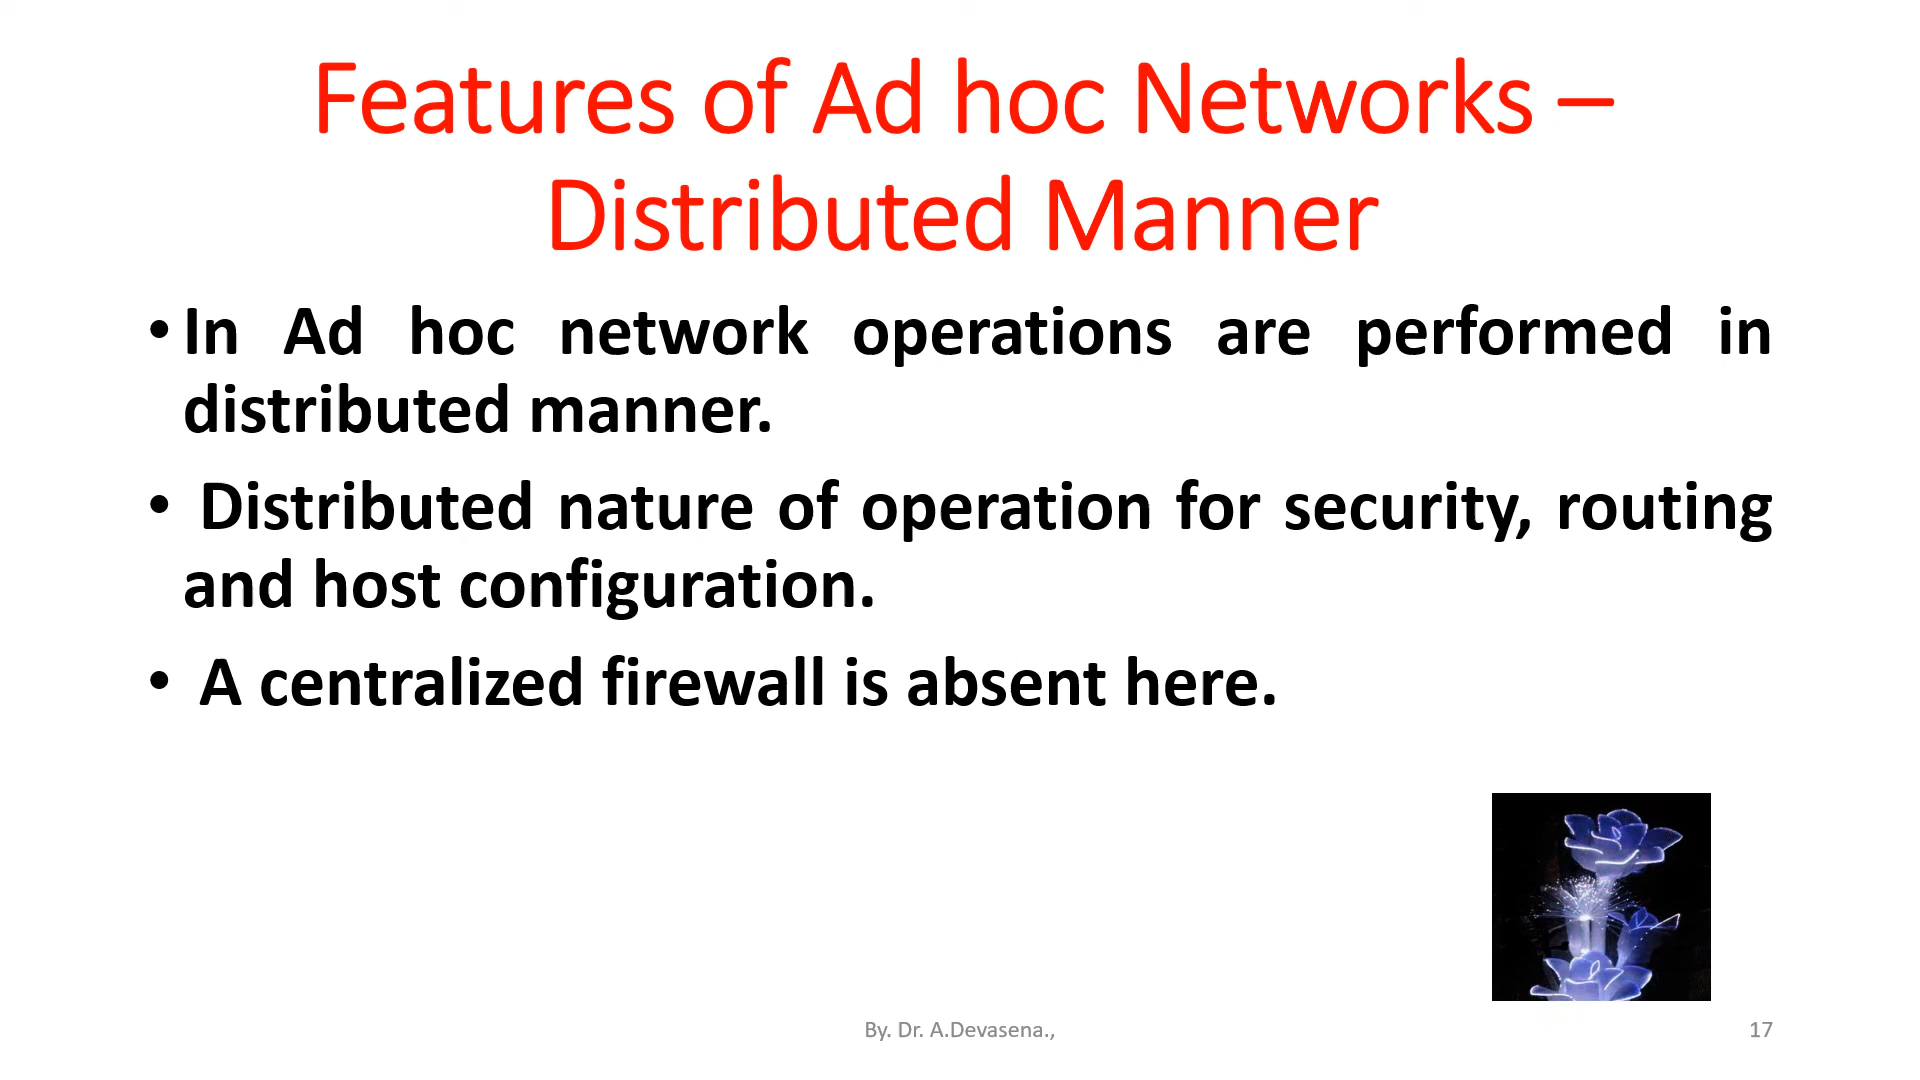 Features of Ad hoc Networks –
Distributed Manner
• In Ad hoc network operations are performed in
distributed manner.
• Distributed nature of operation for security, routing
and host configuration.
• A centralized firewall is absent here.
By. Dr. A.Devasena.,
17